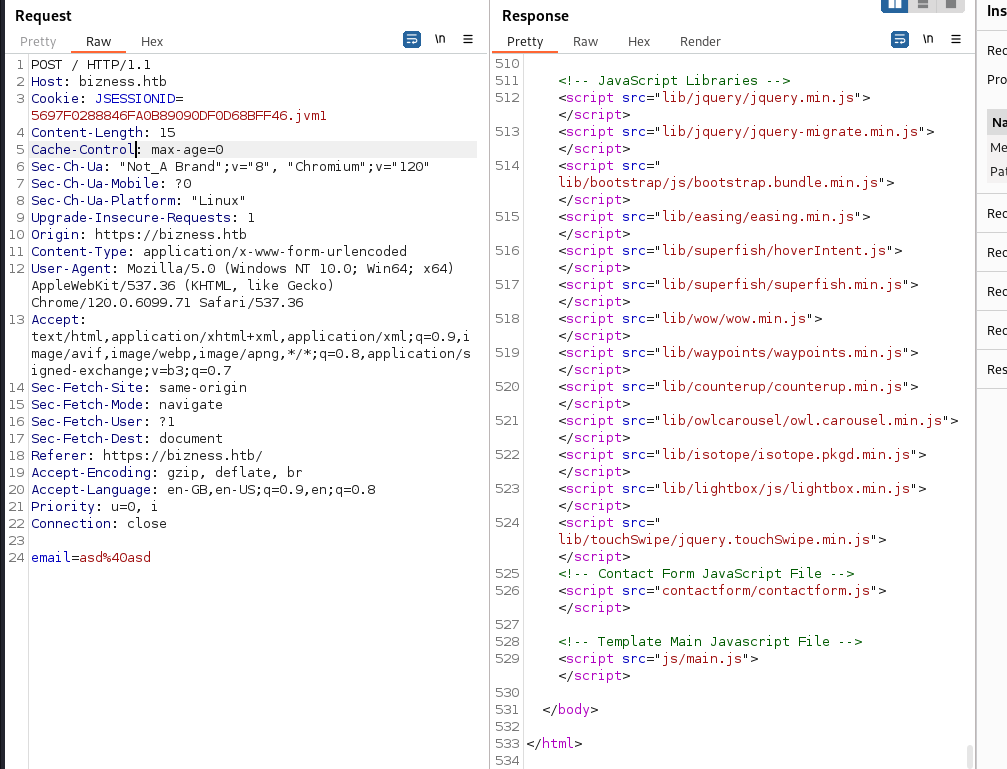 Request
Pretty Raw Hex \n
1 POST / HTTP/1.1
2 Host: bizness.htb
3 Cookie: JSESSIONID=
5697F0288846FA0B89090DF0D68BFF46.jvm1
4 Content-Length: 15
5 Cache-Control: max-age=0
6 Sec-Ch-Ua: "Not_A Brand";v="8", "Chromium";v="120"
7 Sec-Ch-Ua-Mobile: ?0
8 Sec-Ch-Ua-Platform: "Linux"
9 Upgrade-Insecure-Requests: 1
10 Origin: https://bizness.htb
11 Content-Type: application/x-www-form-urlencoded
12 User-Agent: Mozilla/5.0 (Windows NT 10.0; Win64; x64)
AppleWebKit/537.36 (KHTML, like Gecko)
Chrome/120.0.6099.71 Safari/537.36
13 Accept:
text/html,application/xhtml+xml,application/xml;q=0.9,i
mage/avif,image/webp,image/apng,*/*;q=0.8,application/s
igned-exchange;v=b3;q=0.7
14 Sec-Fetch-Site: same-origin
15 Sec-Fetch-Mode: navigate
16 Sec-Fetch-User: ?1
17 Sec-Fetch-Dest: document
18 Referer: https://bizness.htb/
19 Accept-Encoding: gzip, deflate, br
20 Accept-Language: en-GB,en-US;q=0.9,en;q=0.8
21 Priority: u=0, i
22 Connection: close
23
24 email=asd%40asd
Response
Pretty Raw Hex Render \n
510
511 <!-- JavaScript Libraries -->
512 <script src="lib/jquery/jquery.min.js">
</script>
513 <script src="lib/jquery/jquery-migrate.min.js">
</script>
514 <script src="
lib/bootstrap/js/bootstrap.bundle.min.js">
</script>
515 <script src="lib/easing/easing.min.js">
</script>
516 <script src="lib/superfish/hoverIntent.js">
</script>
517 <script src="lib/superfish/superfish.min.js">
</script>
518 <script src="lib/wow/wow.min.js">
</script>
519 <script src="lib/waypoints/waypoints.min.js">
</script>
520 <script src="lib/counterup/counterup.min.js">
</script>
521 <script src="lib/owlcarousel/owl.carousel.min.js">
</script>
522 <script src="lib/isotope/isotope.pkgd.min.js">
</script>
523 <script src="lib/lightbox/js/lightbox.min.js">
</script>
524 <script src="
lib/touchSwipe/jquery.touchSwipe.min.js">
</script>
525 <!-- Contact Form JavaScript File -->
526 <script src="contactform/contactform.js">
</script>
527
528 <!-- Template Main Javascript File -->
529 <script src="js/main.js">
</script>
530
531 </body>
532
533 </html>
534
Ins
Rec
Pro
Na
Me
Pat
Rec
Rec
Rec
Rec
Res